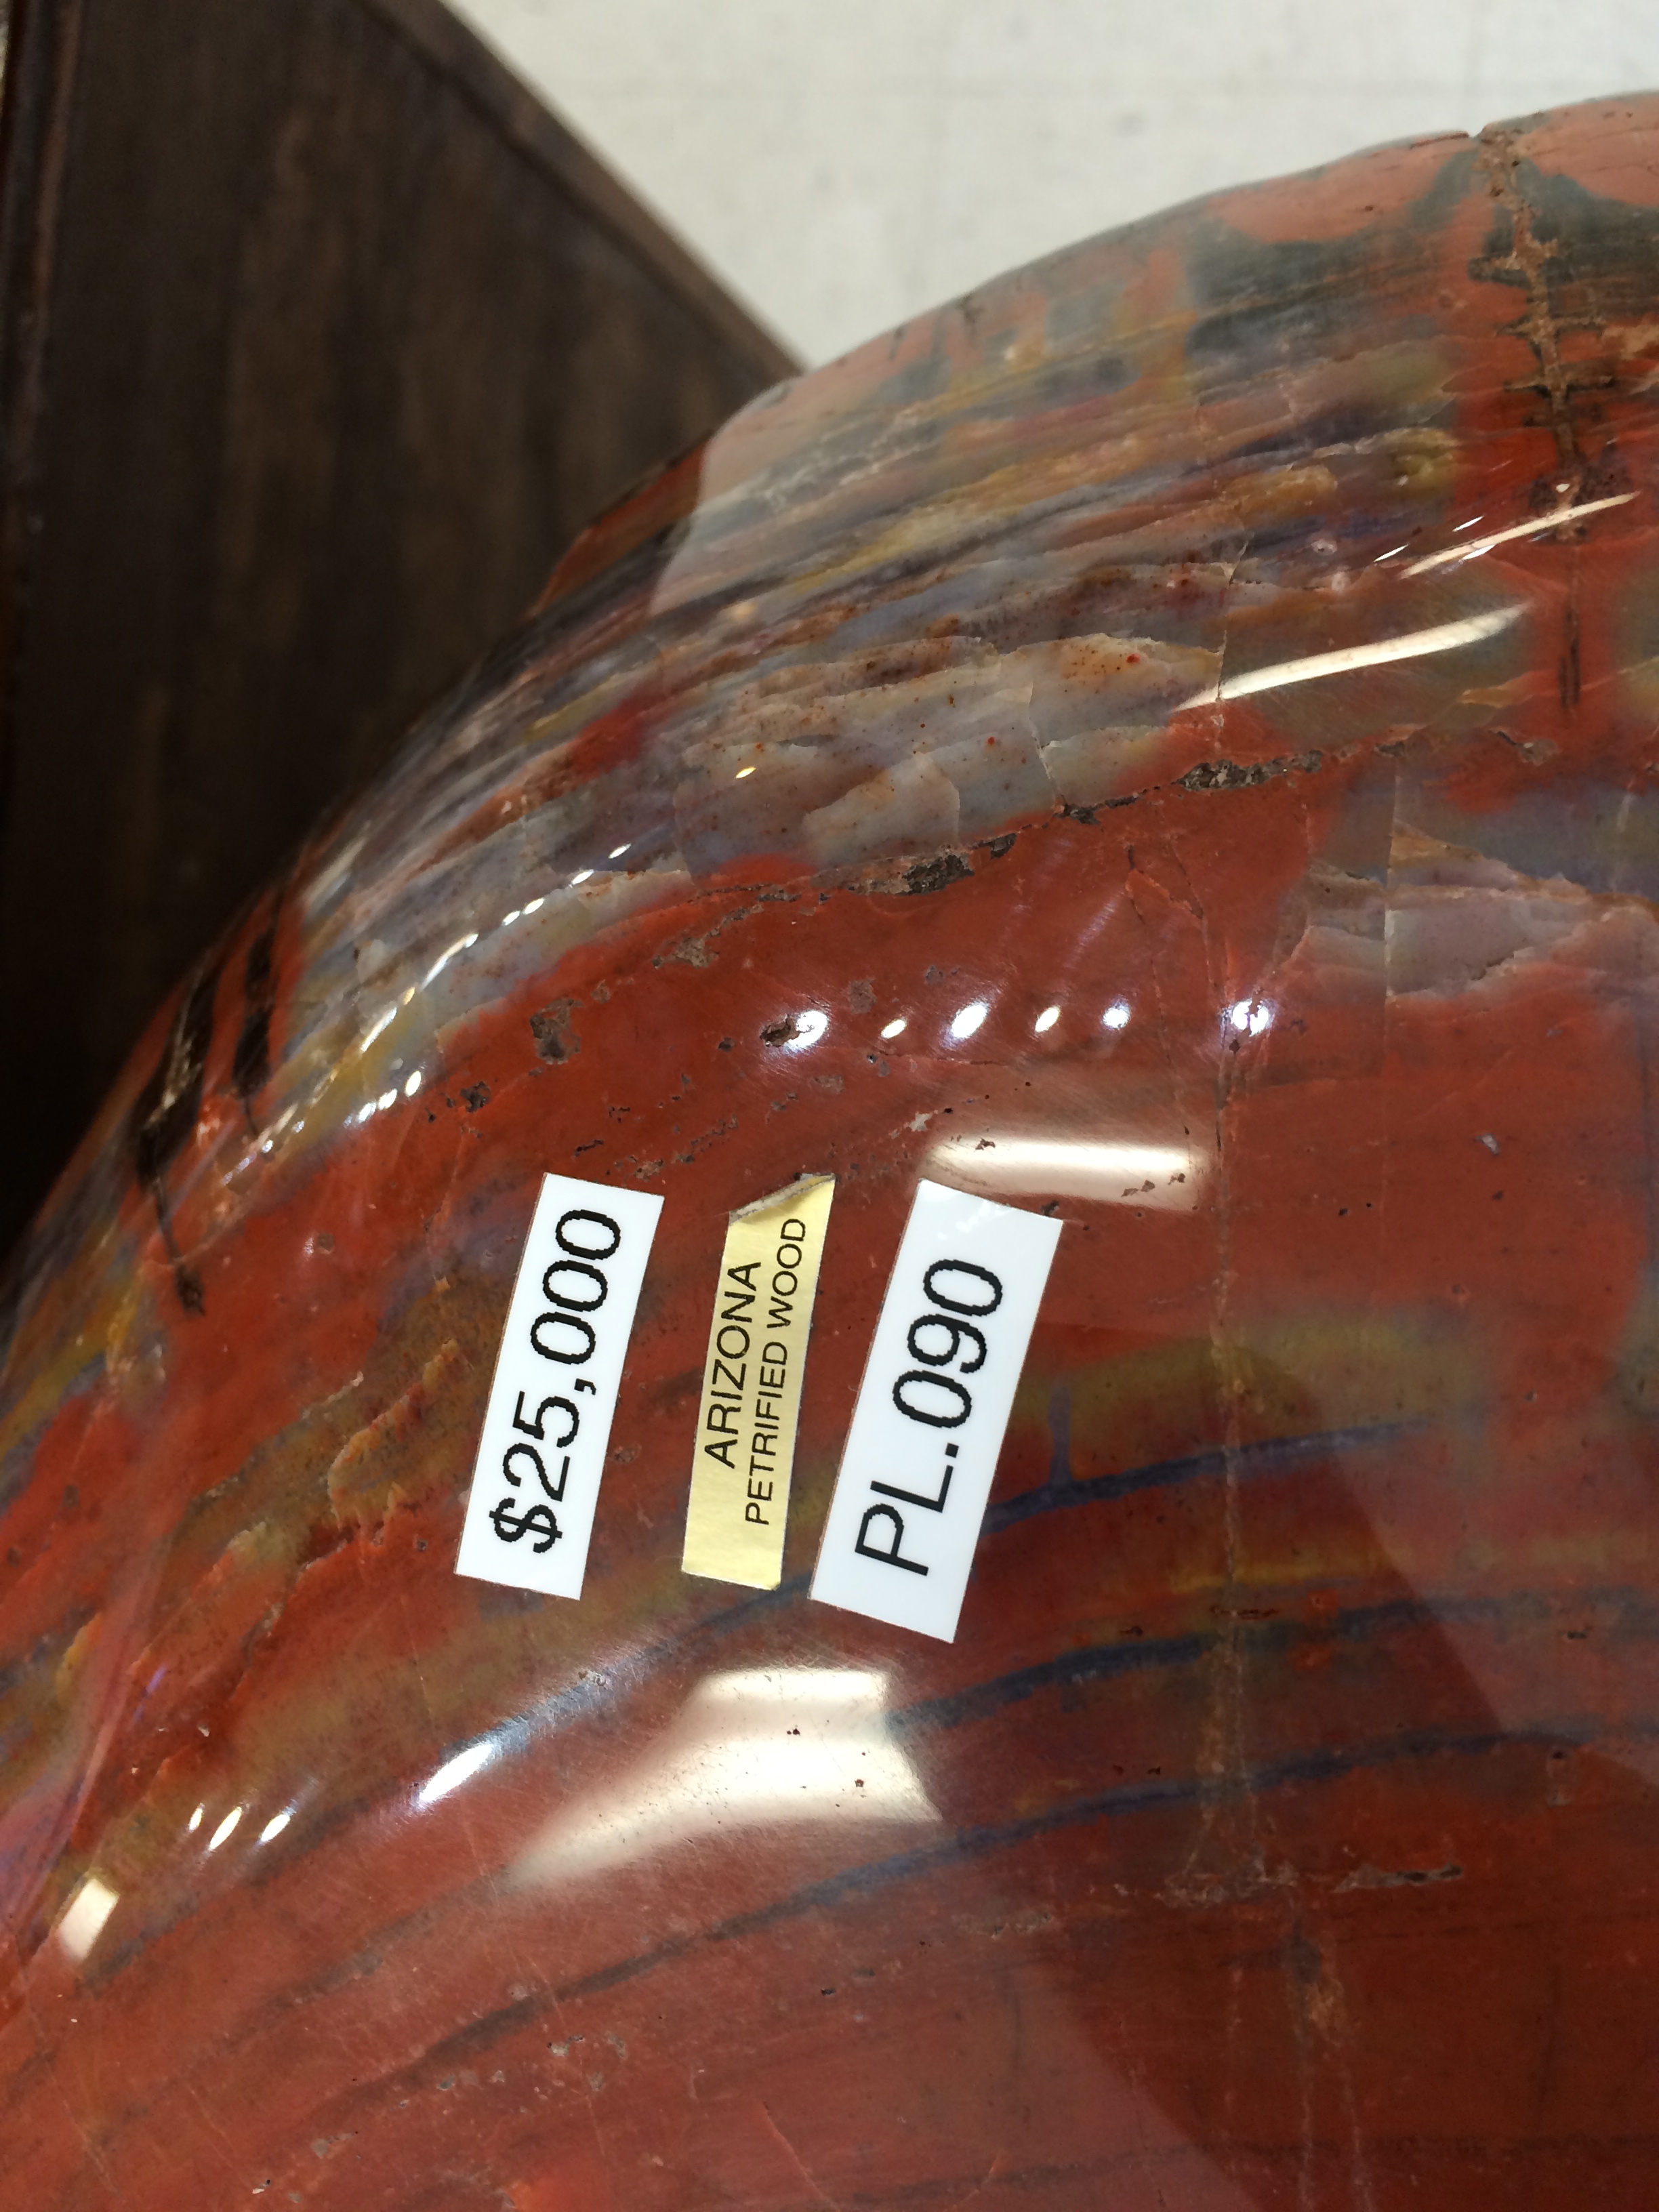 $25,000
ARIZONA
PETRIFIED WOOD
PL.090